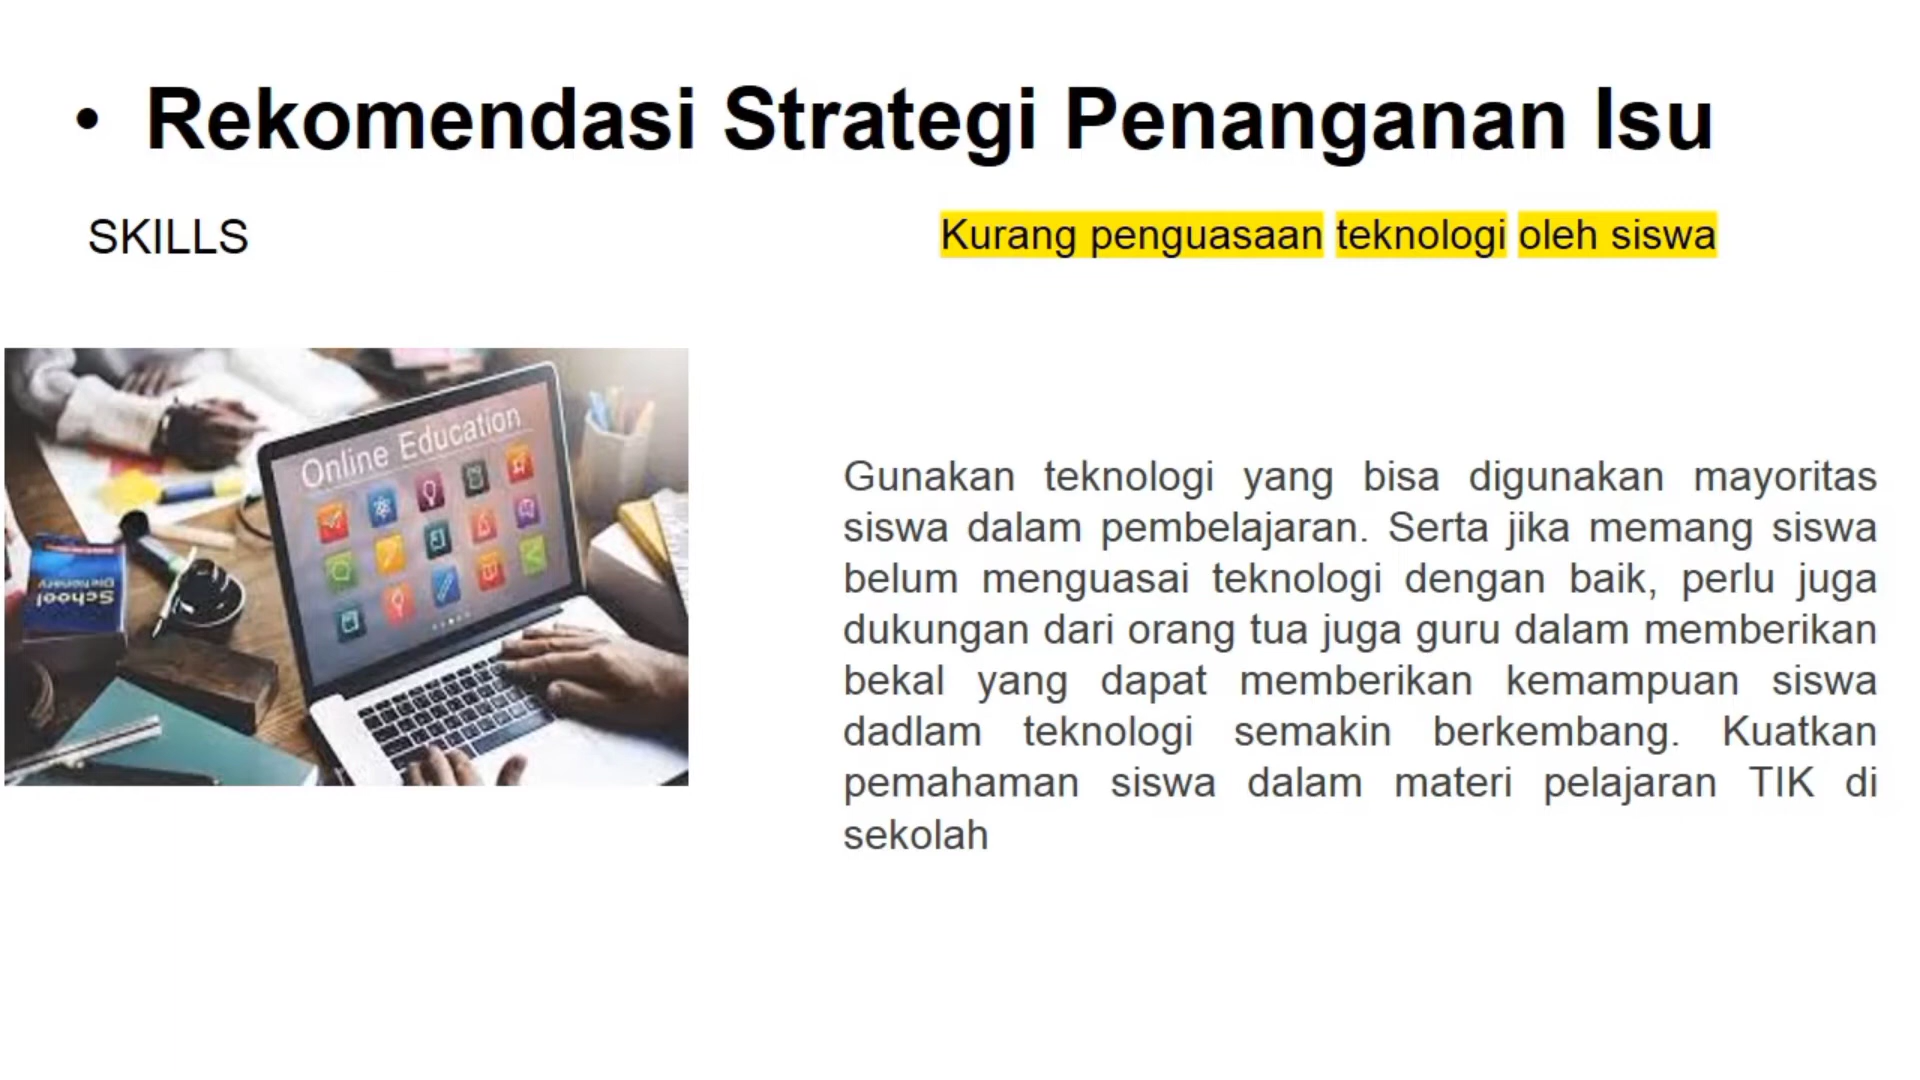 • Rekomendasi Strategi Penanganan Isu
SKILLS
Kurang penguasaan teknologi oleh siswa
Online Education
School
Dictionary
Gunakan teknologi yang bisa digunakan mayoritas
siswa dalam pembelajaran. Serta jika memang siswa
belum menguasai teknologi dengan baik, perlu juga
dukungan dari orang tua juga guru dalam memberikan
bekal yang dapat memberikan kemampuan siswa
dadlam teknologi semakin berkembang. Kuatkan
pemahaman siswa dalam materi pelajaran TIK di
sekolah